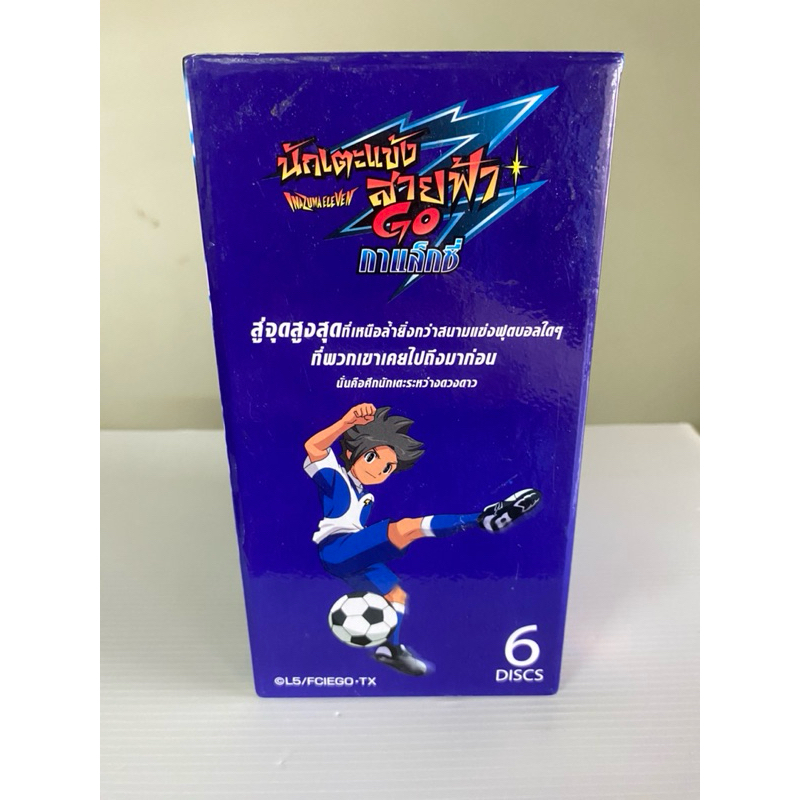 นักเตะแข้ง
สายฟ้า
INAZUMA ELEVEN
GO
กาแล็กซี่
สู่จุดสูงสุดที่เหนือล้ำยิ่งกว่าสนามแข่งฟุตบอลใดๆ
ที่พวกเขาเคยไปถึงมาก่อน
นั่นคือศึกนักเตะระหว่างดวงดาว
6
DISCS
©L5/FCIEGO•TX